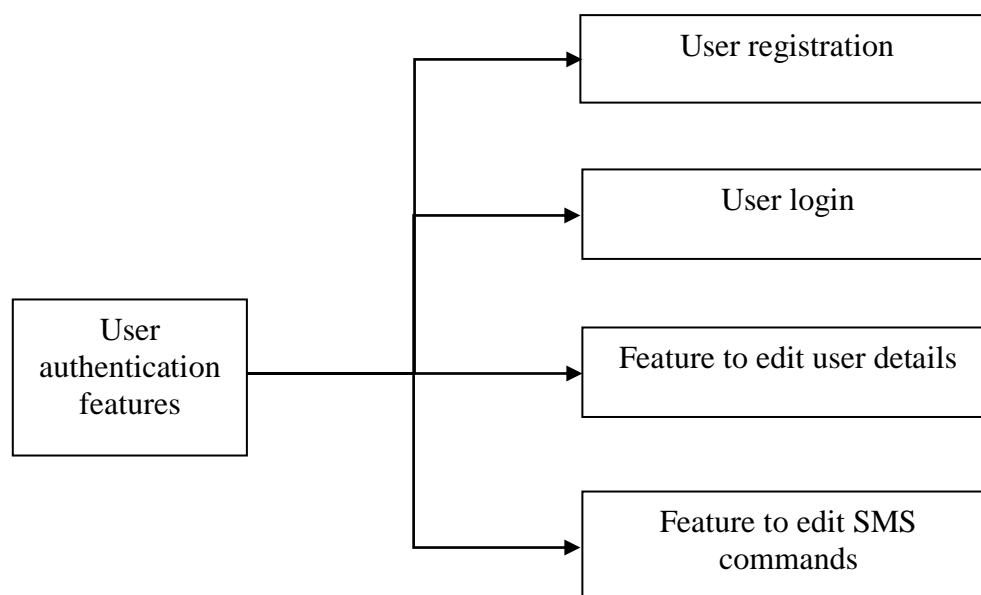 User registration
User login
User
authentication
features
Feature to edit user details
Feature to edit SMS
commands